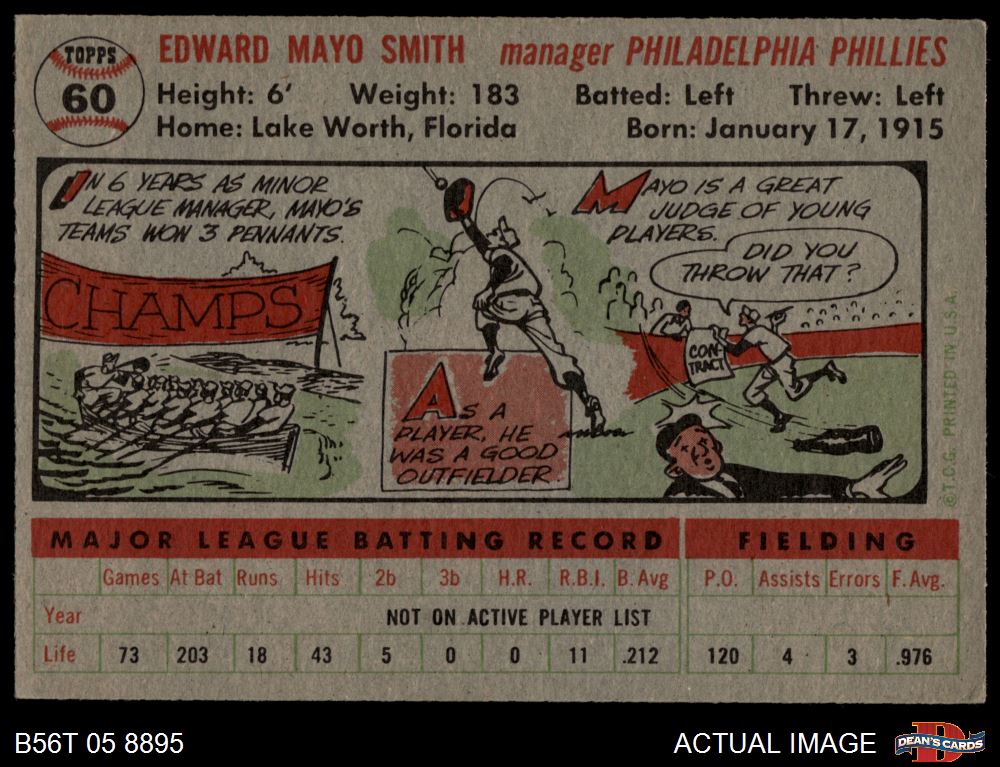 TOPPS
60
EDWARD MAYO SMITH manager PHILADELPHIA PHILLIES
Height: 6' Weight: 183 Batted: Left Threw: Left
Home: Lake Worth, Florida Born: January 17, 1915
IN 6 YEARS AS MINOR
LEAGUE MANAGER, MAYO'S
TEAMS WON 3 PENNANTS.
CHAMPS
AS A
PLAYER, HE
WAS A GOOD
OUTFIELDER
MAYO IS A GREAT
JUDGE OF YOUNG
PLAYERS.
DID YOU
THROW THAT?
CON-
TRACT
©T.C.G. PRINTED IN U.S.A.
MAJOR LEAGUE BATTING RECORD FIELDING
Games At Bat Runs Hits 2b 3b H.R. R.B.I. B. Avg P.O. Assists Errors F. Avg.
Year NOT ON ACTIVE PLAYER LIST
Life 73 203 18 43 5 0 0 11 .212 120 4 3 .976
B56T 05 8895 ACTUAL IMAGE
D
DEAN'S CARDS